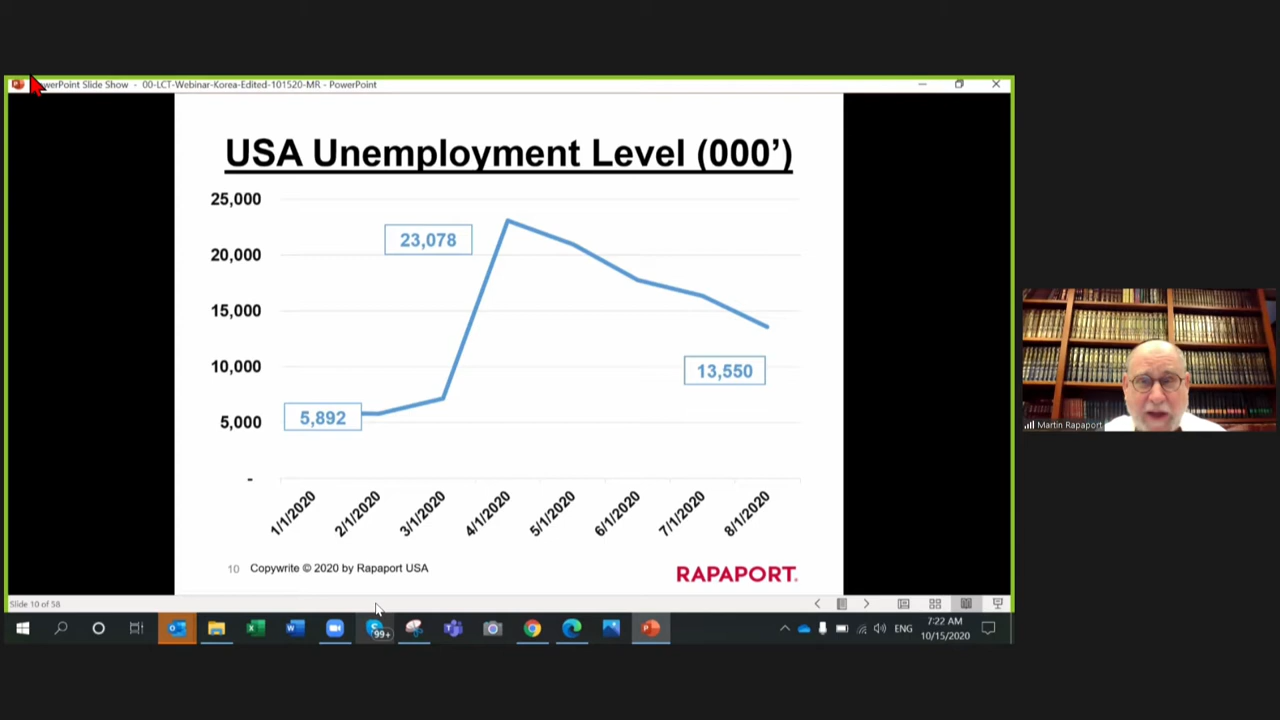 PowerPoint Slide Show - 00-LCT-Webinar-Korea-Edited-101520-MR - PowerPoint
USA Unemployment Level (000’)
25,000
23,078
20,000
15,000
10,000
13,550
5,892
5,000
-
1/1/2020
2/1/2020
3/1/2020
4/1/2020
5/1/2020
6/1/2020
7/1/2020
8/1/2020
10 Copywrite © 2020 by Rapaport USA
RAPAPORT.
Martin Rapaport
Slide 10 of 58
99+
ENG
7:22 AM
10/15/2020